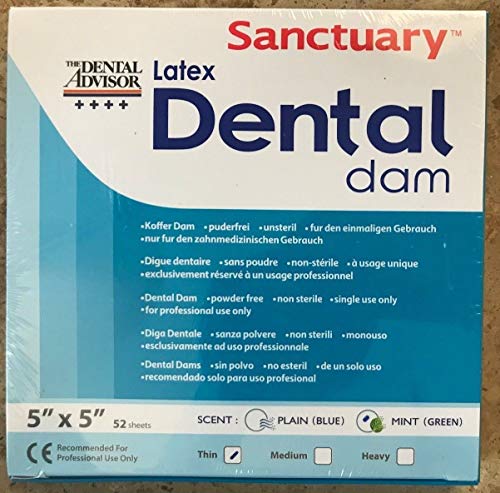 Sanctuary™
THE DENTAL ADVISOR
++++
Latex
Dental
dam
•Koffer Dam •puderfrei •unsteril •fur den einmaligen Gebrauch
•nur fur den zahnmedizinischen Gebrauch
•Digue dentaire •sans poudre •non-stérile •à usage unique
•exclusivement réservé à un usage professionnel
•Dental Dam •powder free •non sterile •single use only
•for professional use only
•Diga Dentale •sanza polvere •non sterili •monouso
•esclusivamente ad uso professionnale
•Dental Dams •sin polvo •no esteril •de un solo uso
•recomendado solo para uso profesional
5” x 5” 52 sheets
SCENT : PLAIN (BLUE) MINT (GREEN)
CE Recommended For
Professional Use Only
Thin Medium Heavy